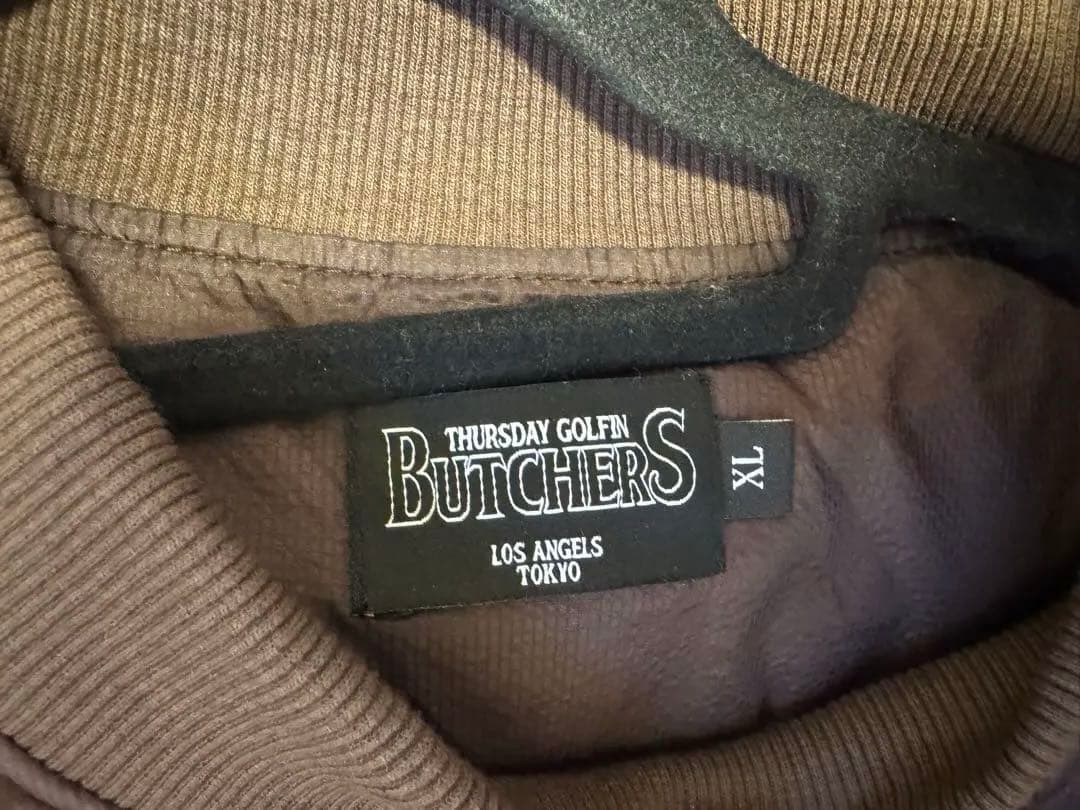 THURSDAY GOLFIN
BUTCHERS
LOS ANGELS
TOKYO
XL